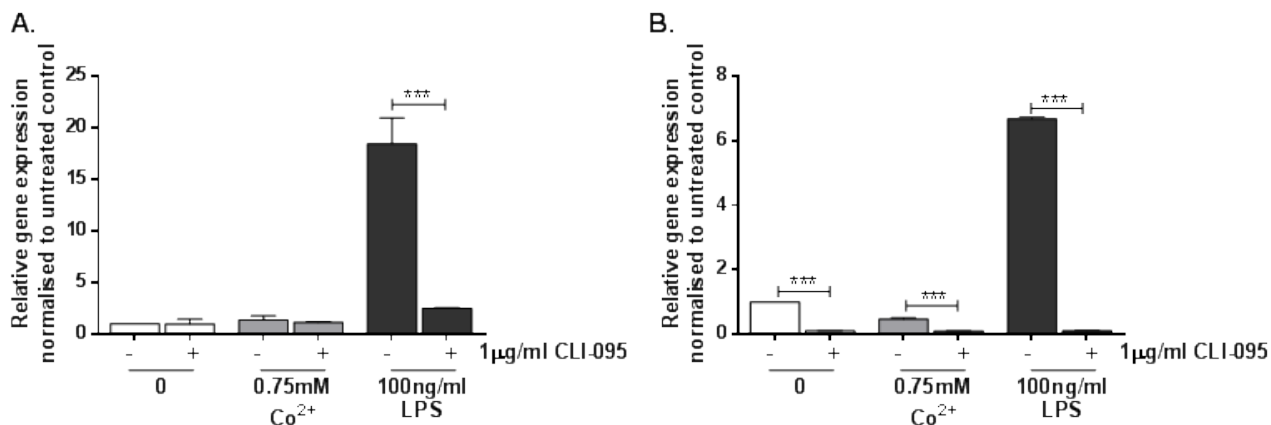 A.
Relative gene expression
normalised to untreated control
25
20
15
10
5
0
***
- + - + - + 1µg/ml CLI-095
0 0.75mM 100ng/ml
Co2+ LPS
B.
Relative gene expression
normalised to untreated control
8
6
4
2
0
*** *** ***
- + - + - + 1µg/ml CLI-095
0 0.75mM 100ng/ml
Co2+ LPS